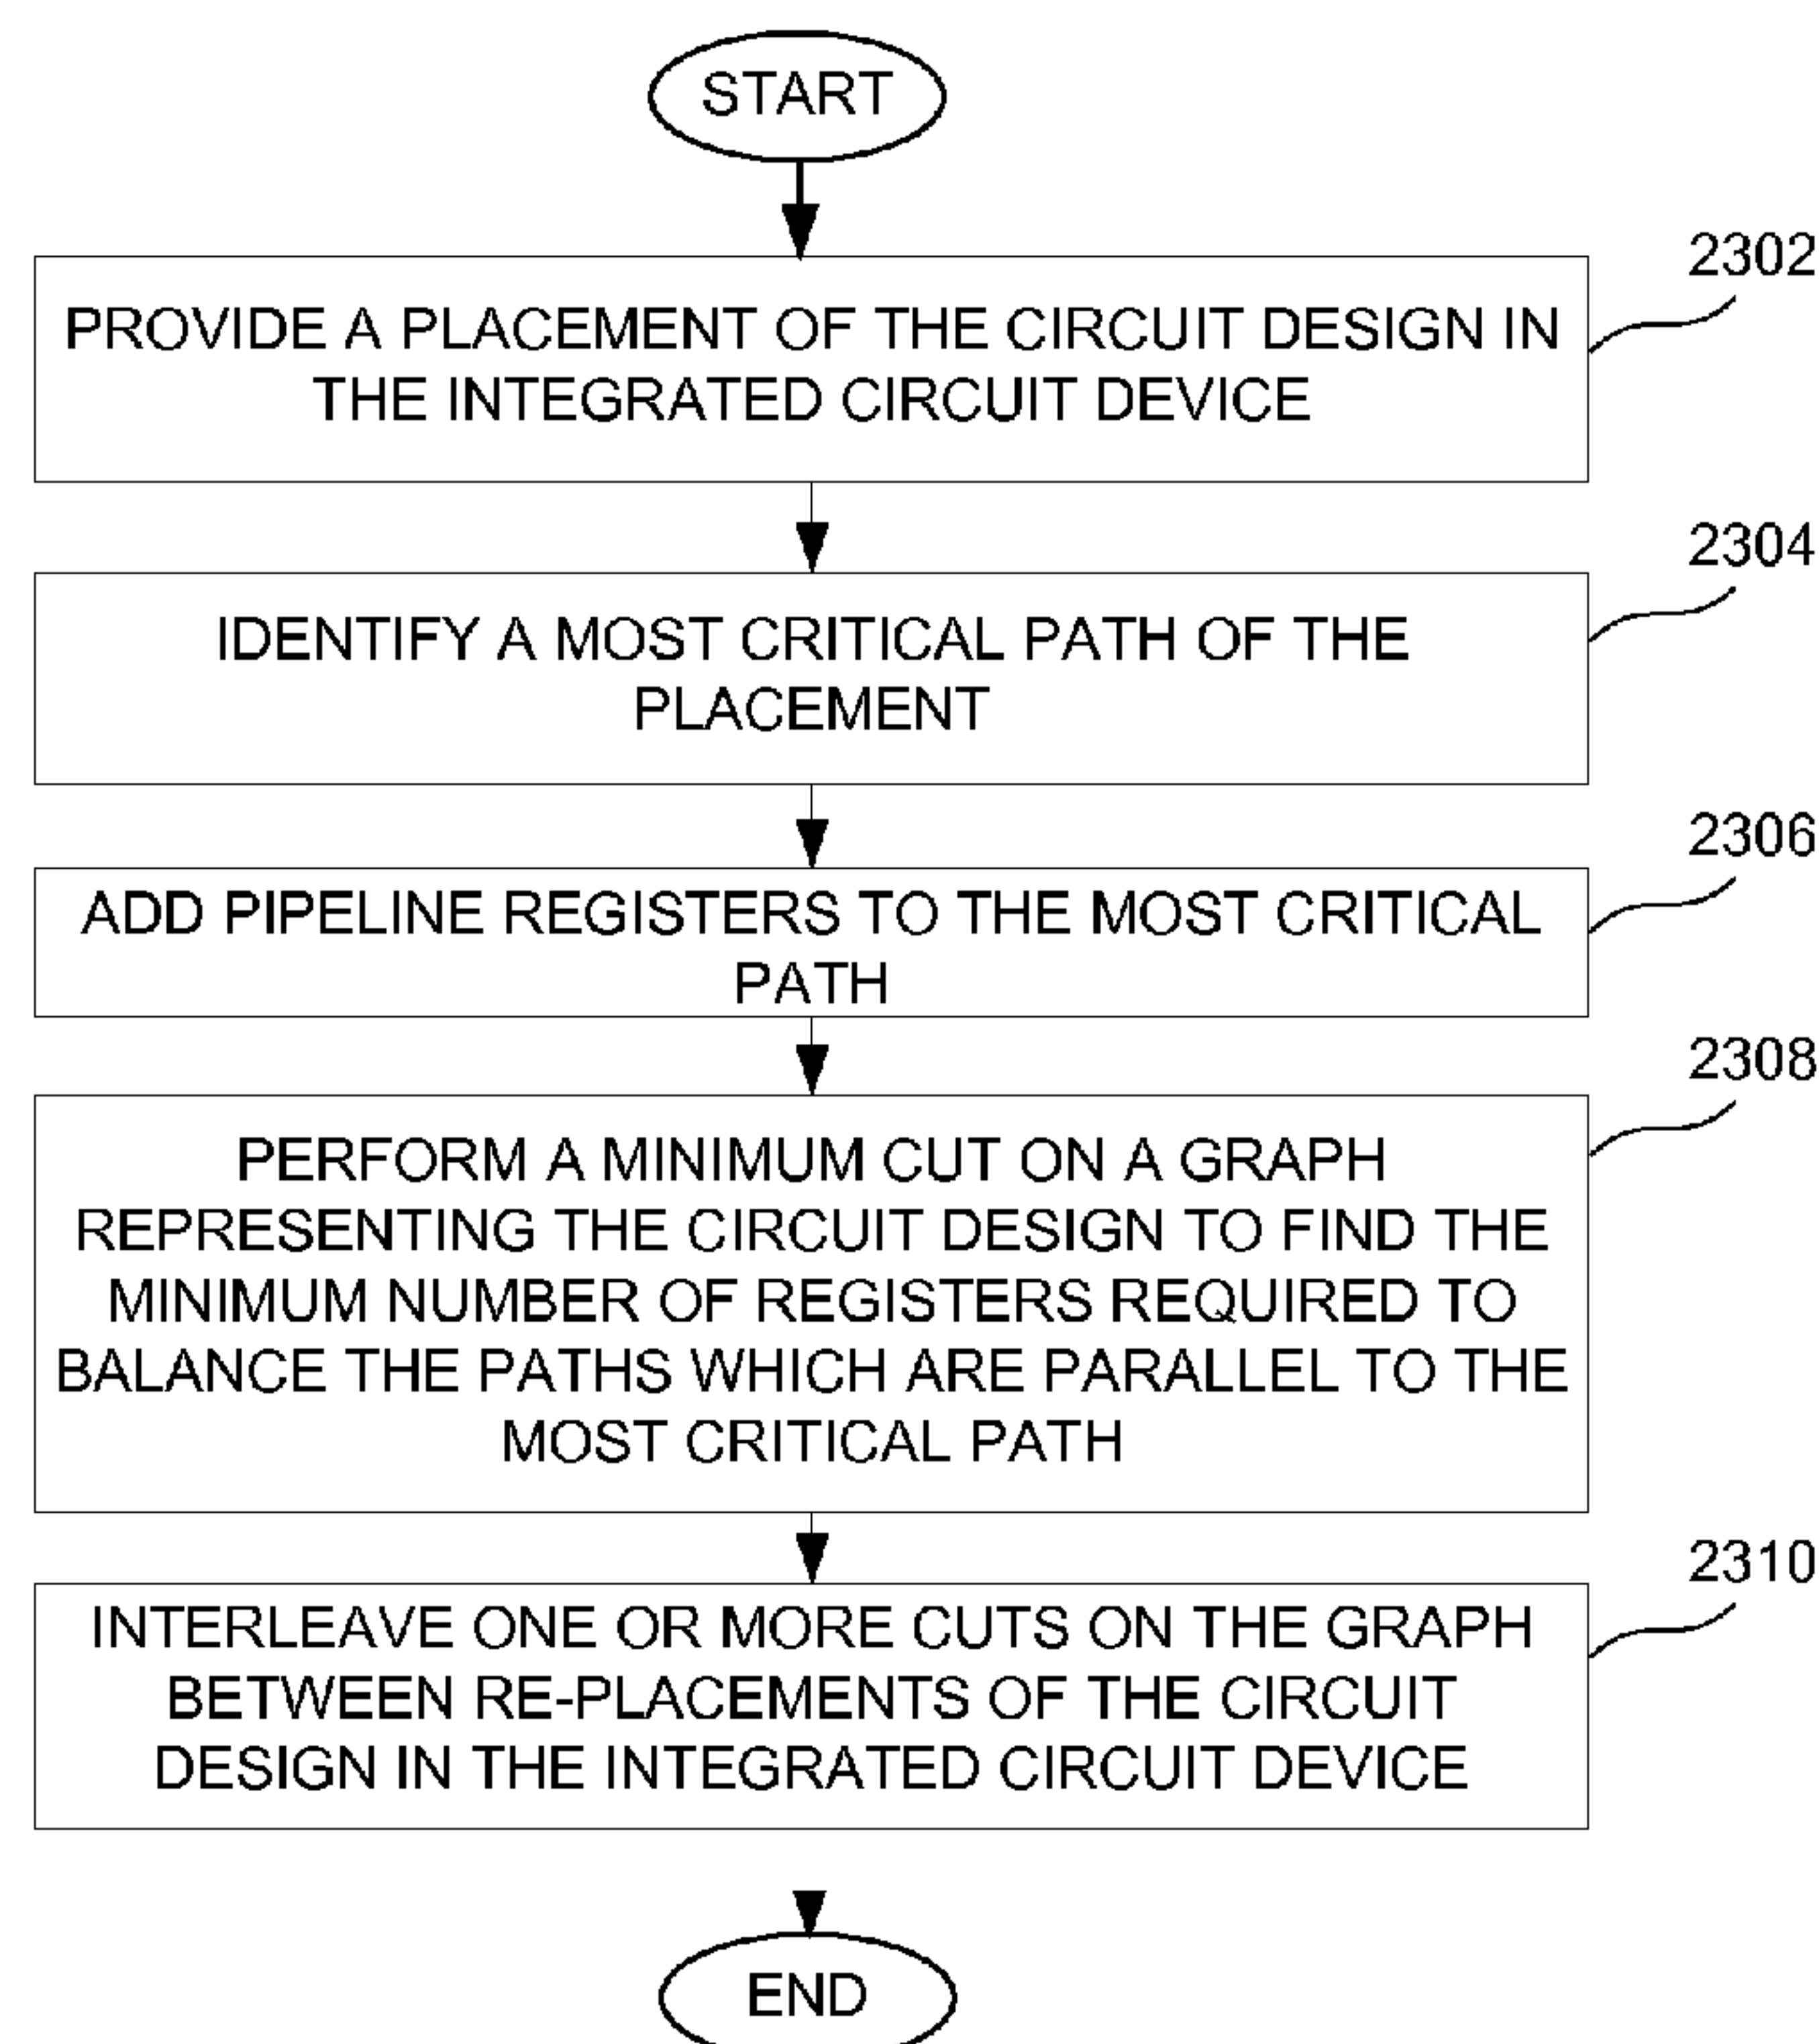 START
2302
PROVIDE A PLACEMENT OF THE CIRCUIT DESIGN IN
THE INTEGRATED CIRCUIT DEVICE
2304
IDENTIFY A MOST CRITICAL PATH OF THE
PLACEMENT
2306
ADD PIPELINE REGISTERS TO THE MOST CRITICAL
PATH
2308
PERFORM A MINIMUM CUT ON A GRAPH
REPRESENTING THE CIRCUIT DESIGN TO FIND THE
MINIMUM NUMBER OF REGISTERS REQUIRED TO
BALANCE THE PATHS WHICH ARE PARALLEL TO THE
MOST CRITICAL PATH
2310
INTERLEAVE ONE OR MORE CUTS ON THE GRAPH
BETWEEN RE-PLACEMENTS OF THE CIRCUIT
DESIGN IN THE INTEGRATED CIRCUIT DEVICE
END